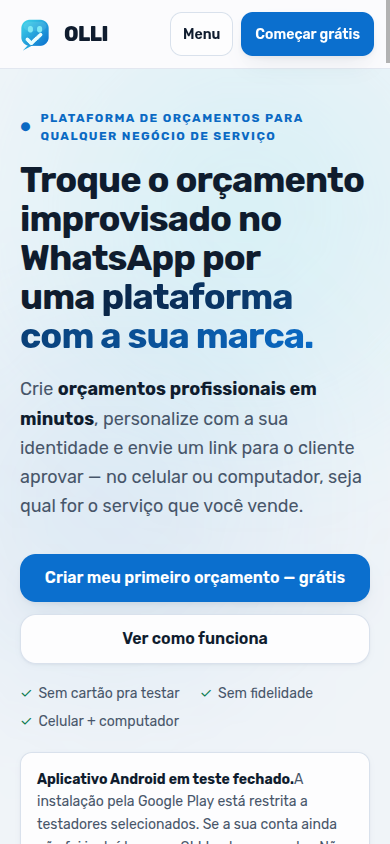 OLLI
Menu
Começar grátis
PLATAFORMA DE ORÇAMENTOS PARA
QUALQUER NEGÓCIO DE SERVIÇO
Troque o orçamento
improvisado no
WhatsApp por
uma plataforma
com a sua marca.
Crie orçamentos profissionais em
minutos, personalize com a sua
identidade e envie um link para o cliente
aprovar — no celular ou computador, seja
qual for o serviço que você vende.
Criar meu primeiro orçamento — grátis
Ver como funciona
Sem cartão pra testar
Sem fidelidade
Celular + computador
Aplicativo Android em teste fechado.A
instalação pela Google Play está restrita a
testadores selecionados. Se a sua conta ainda